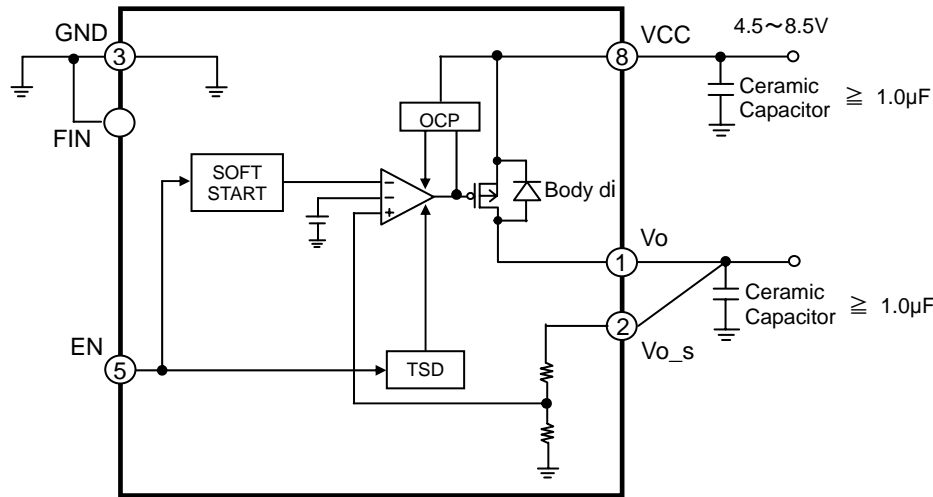 GND
3
FIN
VCC
8
4.5～8.5V
Ceramic
Capacitor ≧ 1.0µF
OCP
SOFT
START
−
−
+
Body di
Vo
1
Ceramic
Capacitor ≧ 1.0µF
2
Vo_s
EN
5
TSD